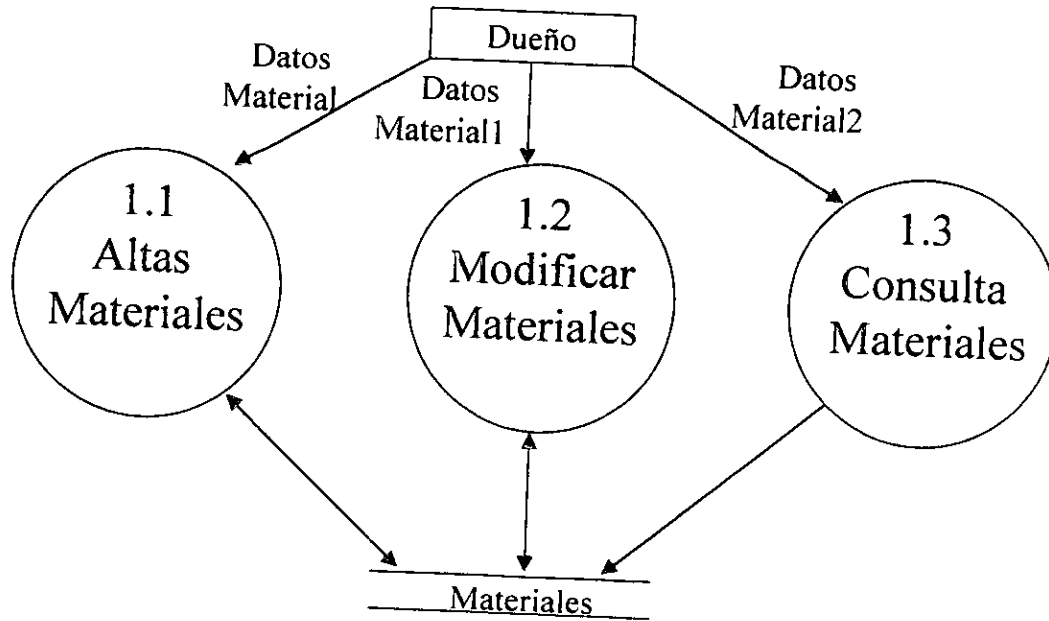 Dueño
Datos
Material
Datos
Material1
Datos
Material2
1.1
Altas
Materiales
1.2
Modificar
Materiales
1.3
Consulta
Materiales
Materiales